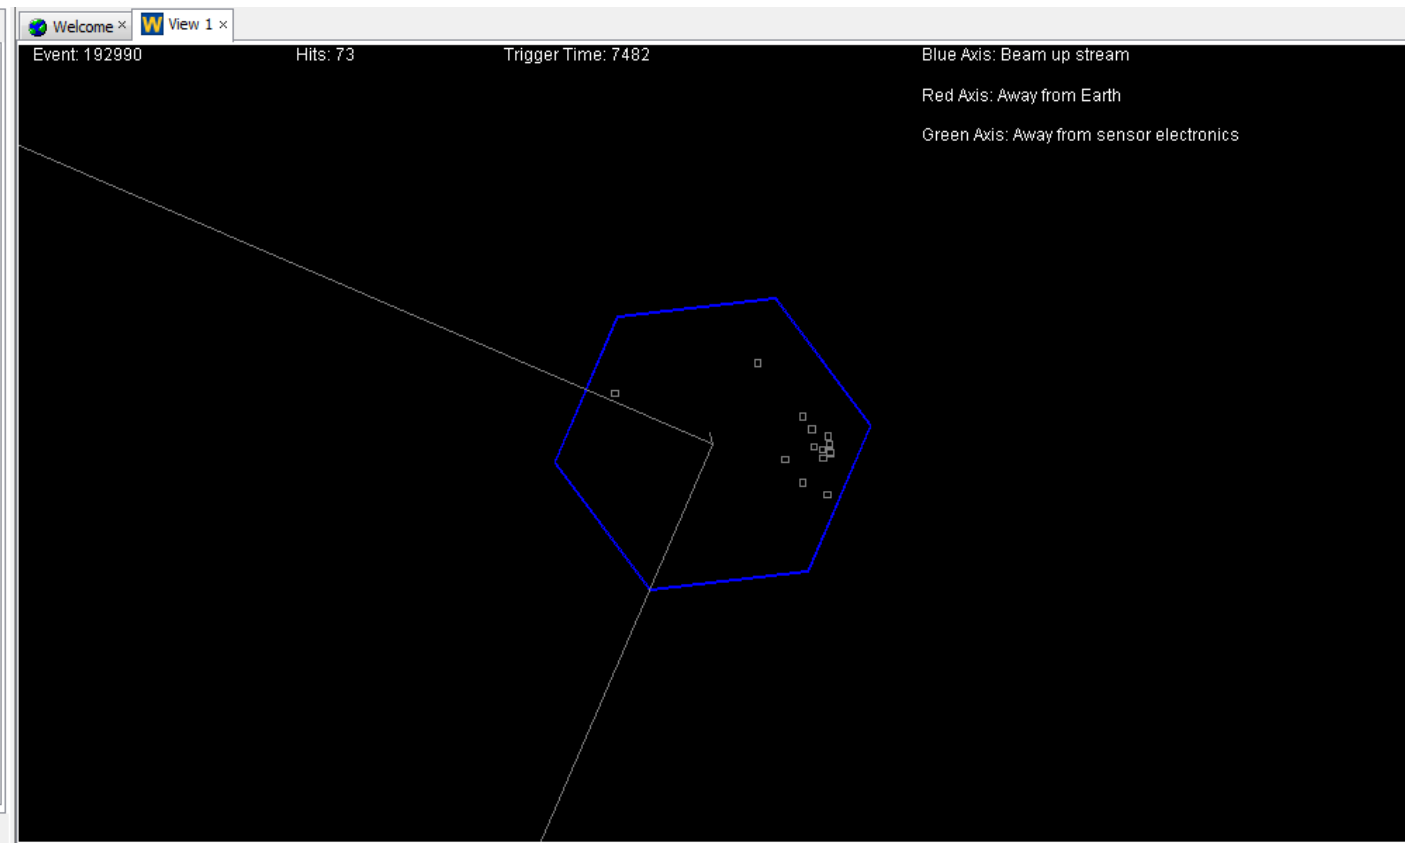 Welcome × W View 1 ×
Event: 192990 Hits: 73 Trigger Time: 7482 Blue Axis: Beam up stream
Red Axis: Away from Earth
Green Axis: Away from sensor electronics